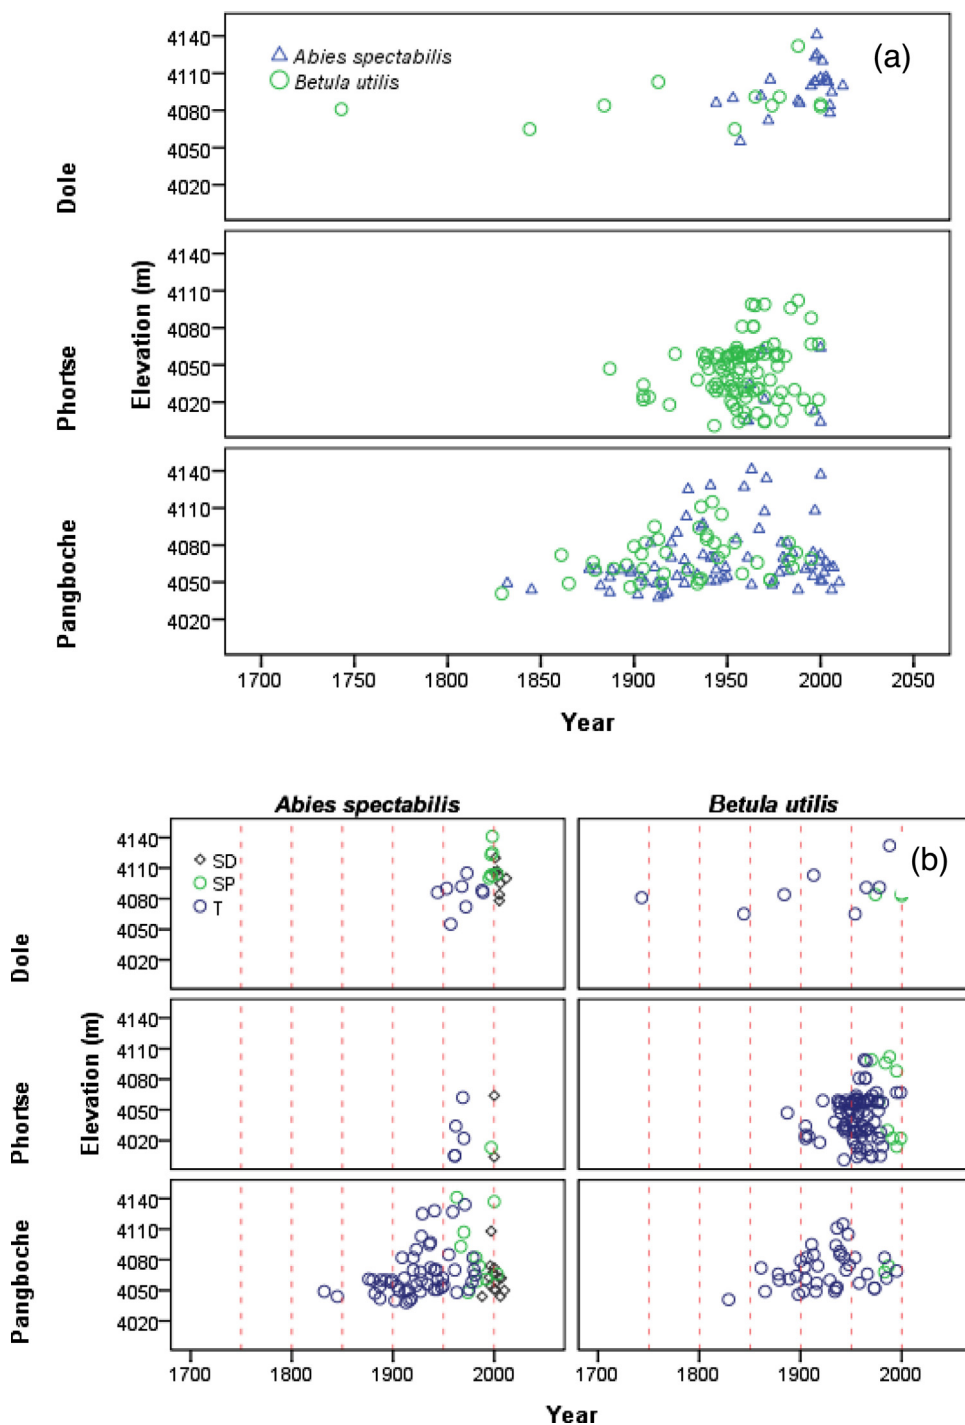 (a)
Abies spectabilis
Betula utilis
4140
4110
4080
4050
4020
Dole
4140
4110
4080
4050
4020
Phortse
Elevation (m)
4140
4110
4080
4050
4020
Pangboche
1700 1750 1800 1850 1900 1950 2000 2050
Year
Abies spectabilis Betula utilis
(b)
SD
SP
T
4140
4110
4080
4050
4020
Dole
4140
4110
4080
4050
4020
Phortse
Elevation (m)
4140
4110
4080
4050
4020
Pangboche
1700 1800 1900 2000 1700 1800 1900 2000
Year